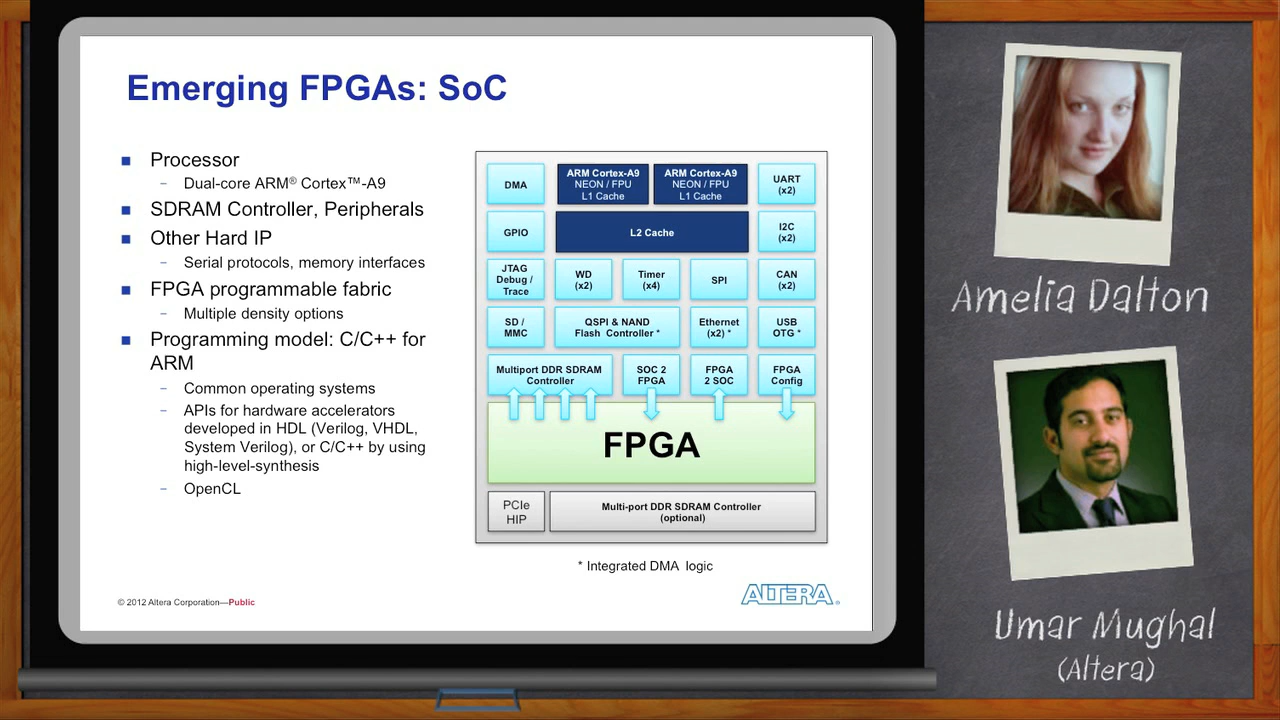 Emerging FPGAs: SoC
■ Processor
– Dual-core ARM® Cortex™-A9
■ SDRAM Controller, Peripherals
■ Other Hard IP
– Serial protocols, memory interfaces
■ FPGA programmable fabric
– Multiple density options
■ Programming model: C/C++ for
ARM
– Common operating systems
– APIs for hardware accelerators
developed in HDL (Verilog, VHDL,
System Verilog), or C/C++ by using
high-level-synthesis
– OpenCL
DMA
ARM Cortex-A9
NEON / FPU
L1 Cache
ARM Cortex-A9
NEON / FPU
L1 Cache
UART
(x2)
GPIO
L2 Cache
I2C
(x2)
JTAG
Debug /
Trace
WD
(x2)
Timer
(x4)
SPI
CAN
(x2)
SD /
MMC
QSPI & NAND
Flash Controller *
Ethernet
(x2) *
USB
OTG *
Multiport DDR SDRAM
Controller
SOC 2
FPGA
FPGA
2 SOC
FPGA
Config
FPGA
PCIe
HIP
Multi-port DDR SDRAM Controller
(optional)
* Integrated DMA logic
© 2012 Altera Corporation—Public
ALTERA®
Amelia Dalton
Umar Mughal
(Altera)